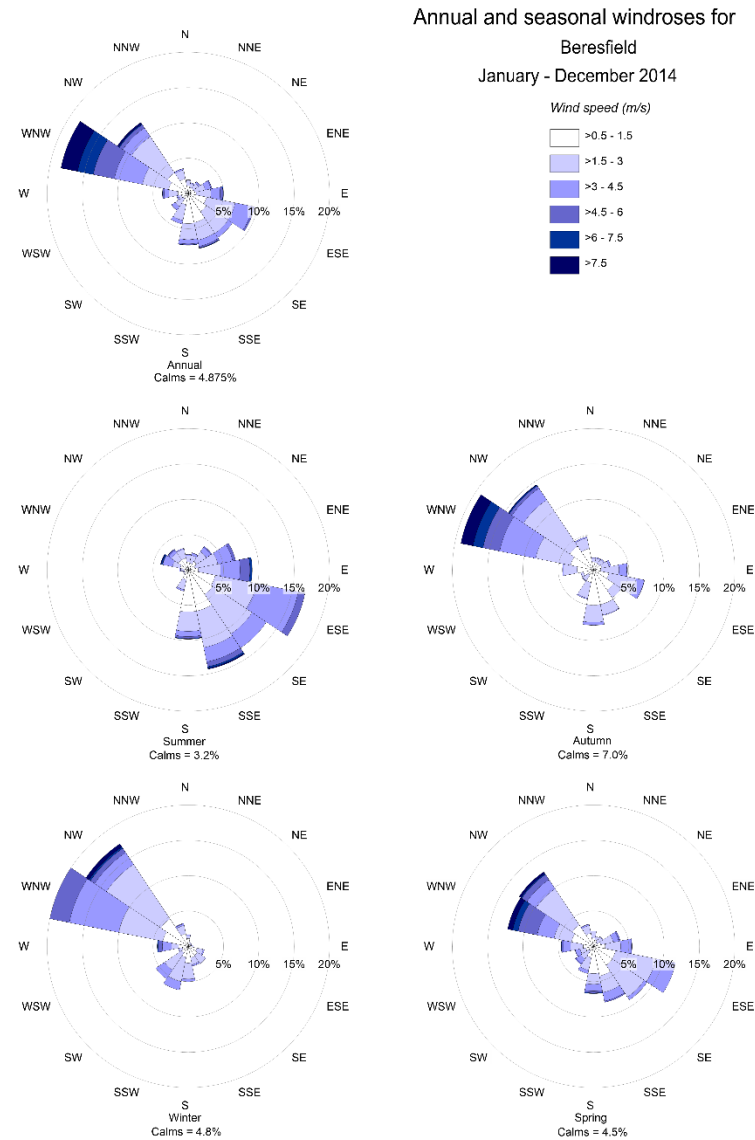 Annual and seasonal windroses for
Beresfield
January - December 2014
Wind speed (m/s)
>0.5 - 1.5
>1.5 - 3
>3 - 4.5
>4.5 - 6
>6 - 7.5
>7.5
N
NNW NNE
NW NE
WNW ENE
W E
5% 10% 15% 20%
WSW ESE
SW SE
SSW SSE
S
Annual
Calms = 4.875%
N
NNW NNE
NW NE
WNW ENE
W E
5% 10% 15% 20%
WSW ESE
SW SE
SSW SSE
S
Summer
Calms = 3.2%
N
NNW NNE
NW NE
WNW ENE
W E
5% 10% 15% 20%
WSW ESE
SW SE
SSW SSE
S
Autumn
Calms = 7.0%
N
NNW NNE
NW NE
WNW ENE
W E
5% 10% 15% 20%
WSW ESE
SW SE
SSW SSE
S
Winter
Calms = 4.8%
N
NNW NNE
NW NE
WNW ENE
W E
5% 10% 15% 20%
WSW ESE
SW SE
SSW SSE
S
Spring
Calms = 4.5%